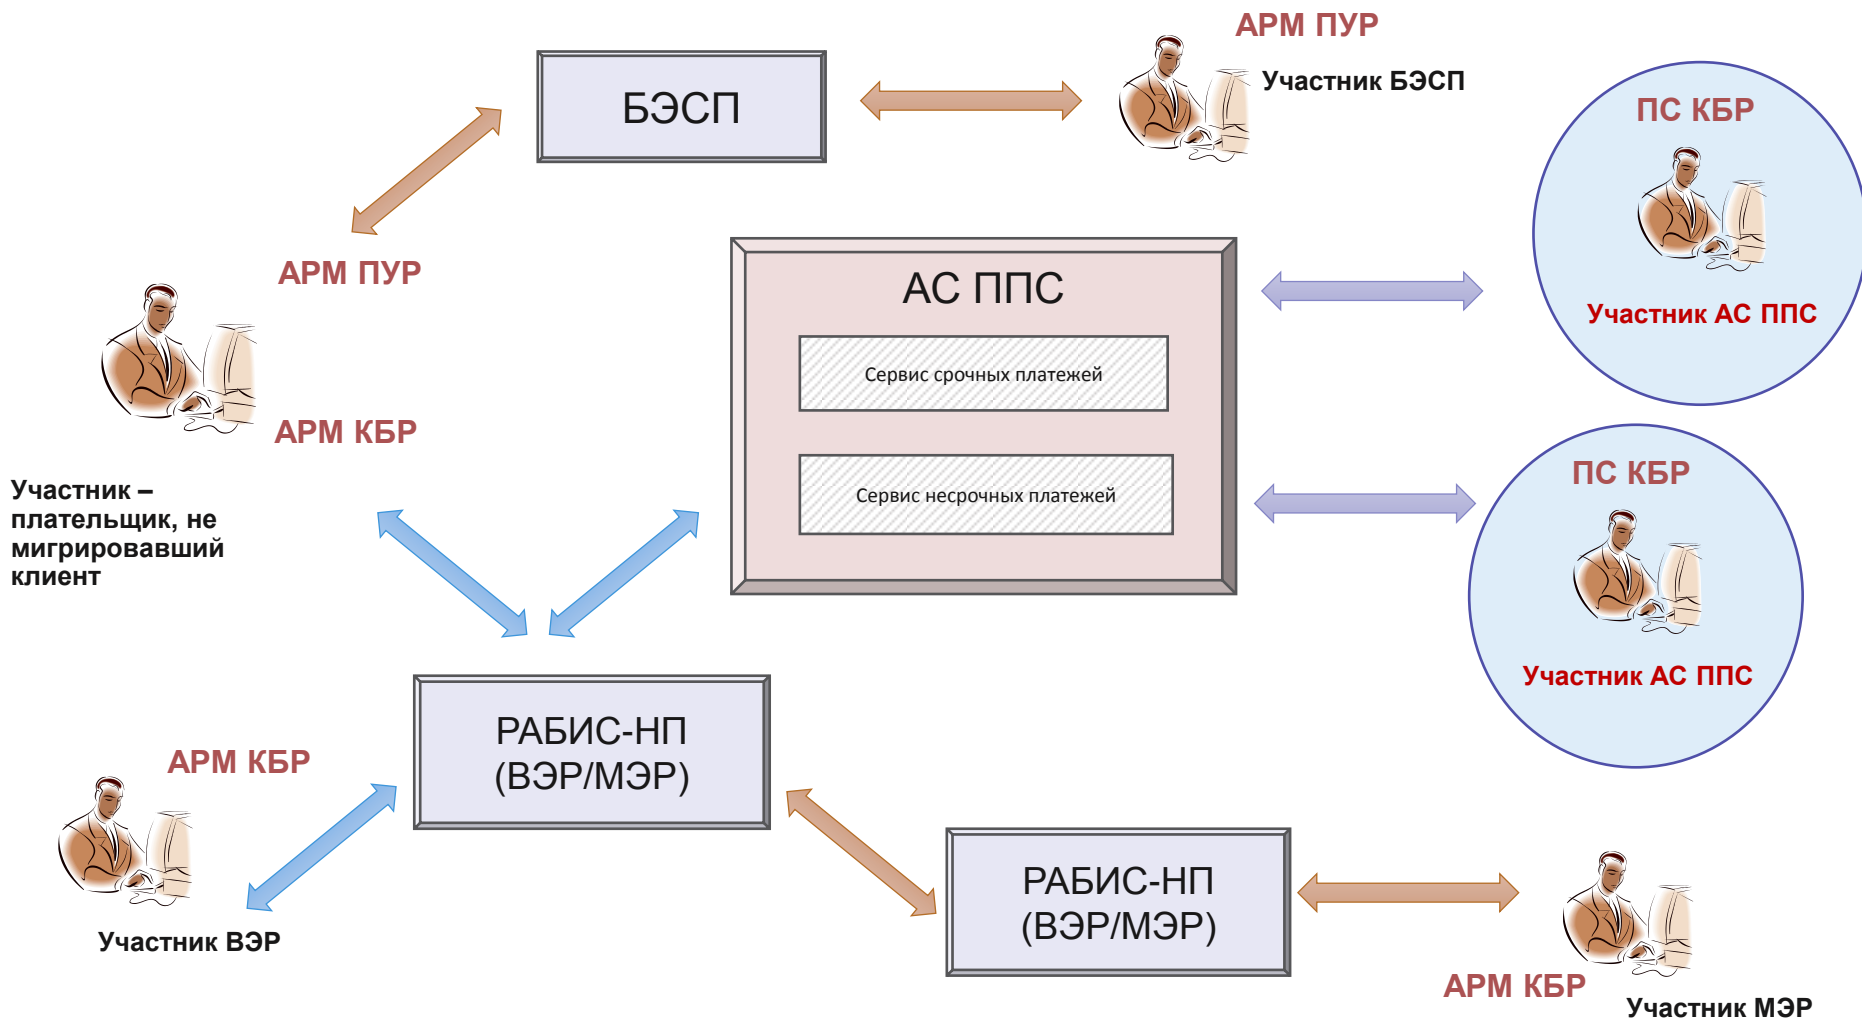 АРМ ПУР
Участник БЭСП
БЭСП
ПС КБР
Участник АС ППС
АРМ ПУР
АС ППС
Сервис срочных платежей
АРМ КБР
Сервис несрочных платежей
ПС КБР
Участник АС ППС
Участник –
плательщик, не
мигрировавший
клиент
РАБИС-НП
(ВЭР/МЭР)
АРМ КБР
Участник ВЭР
РАБИС-НП
(ВЭР/МЭР)
АРМ КБР
Участник МЭР